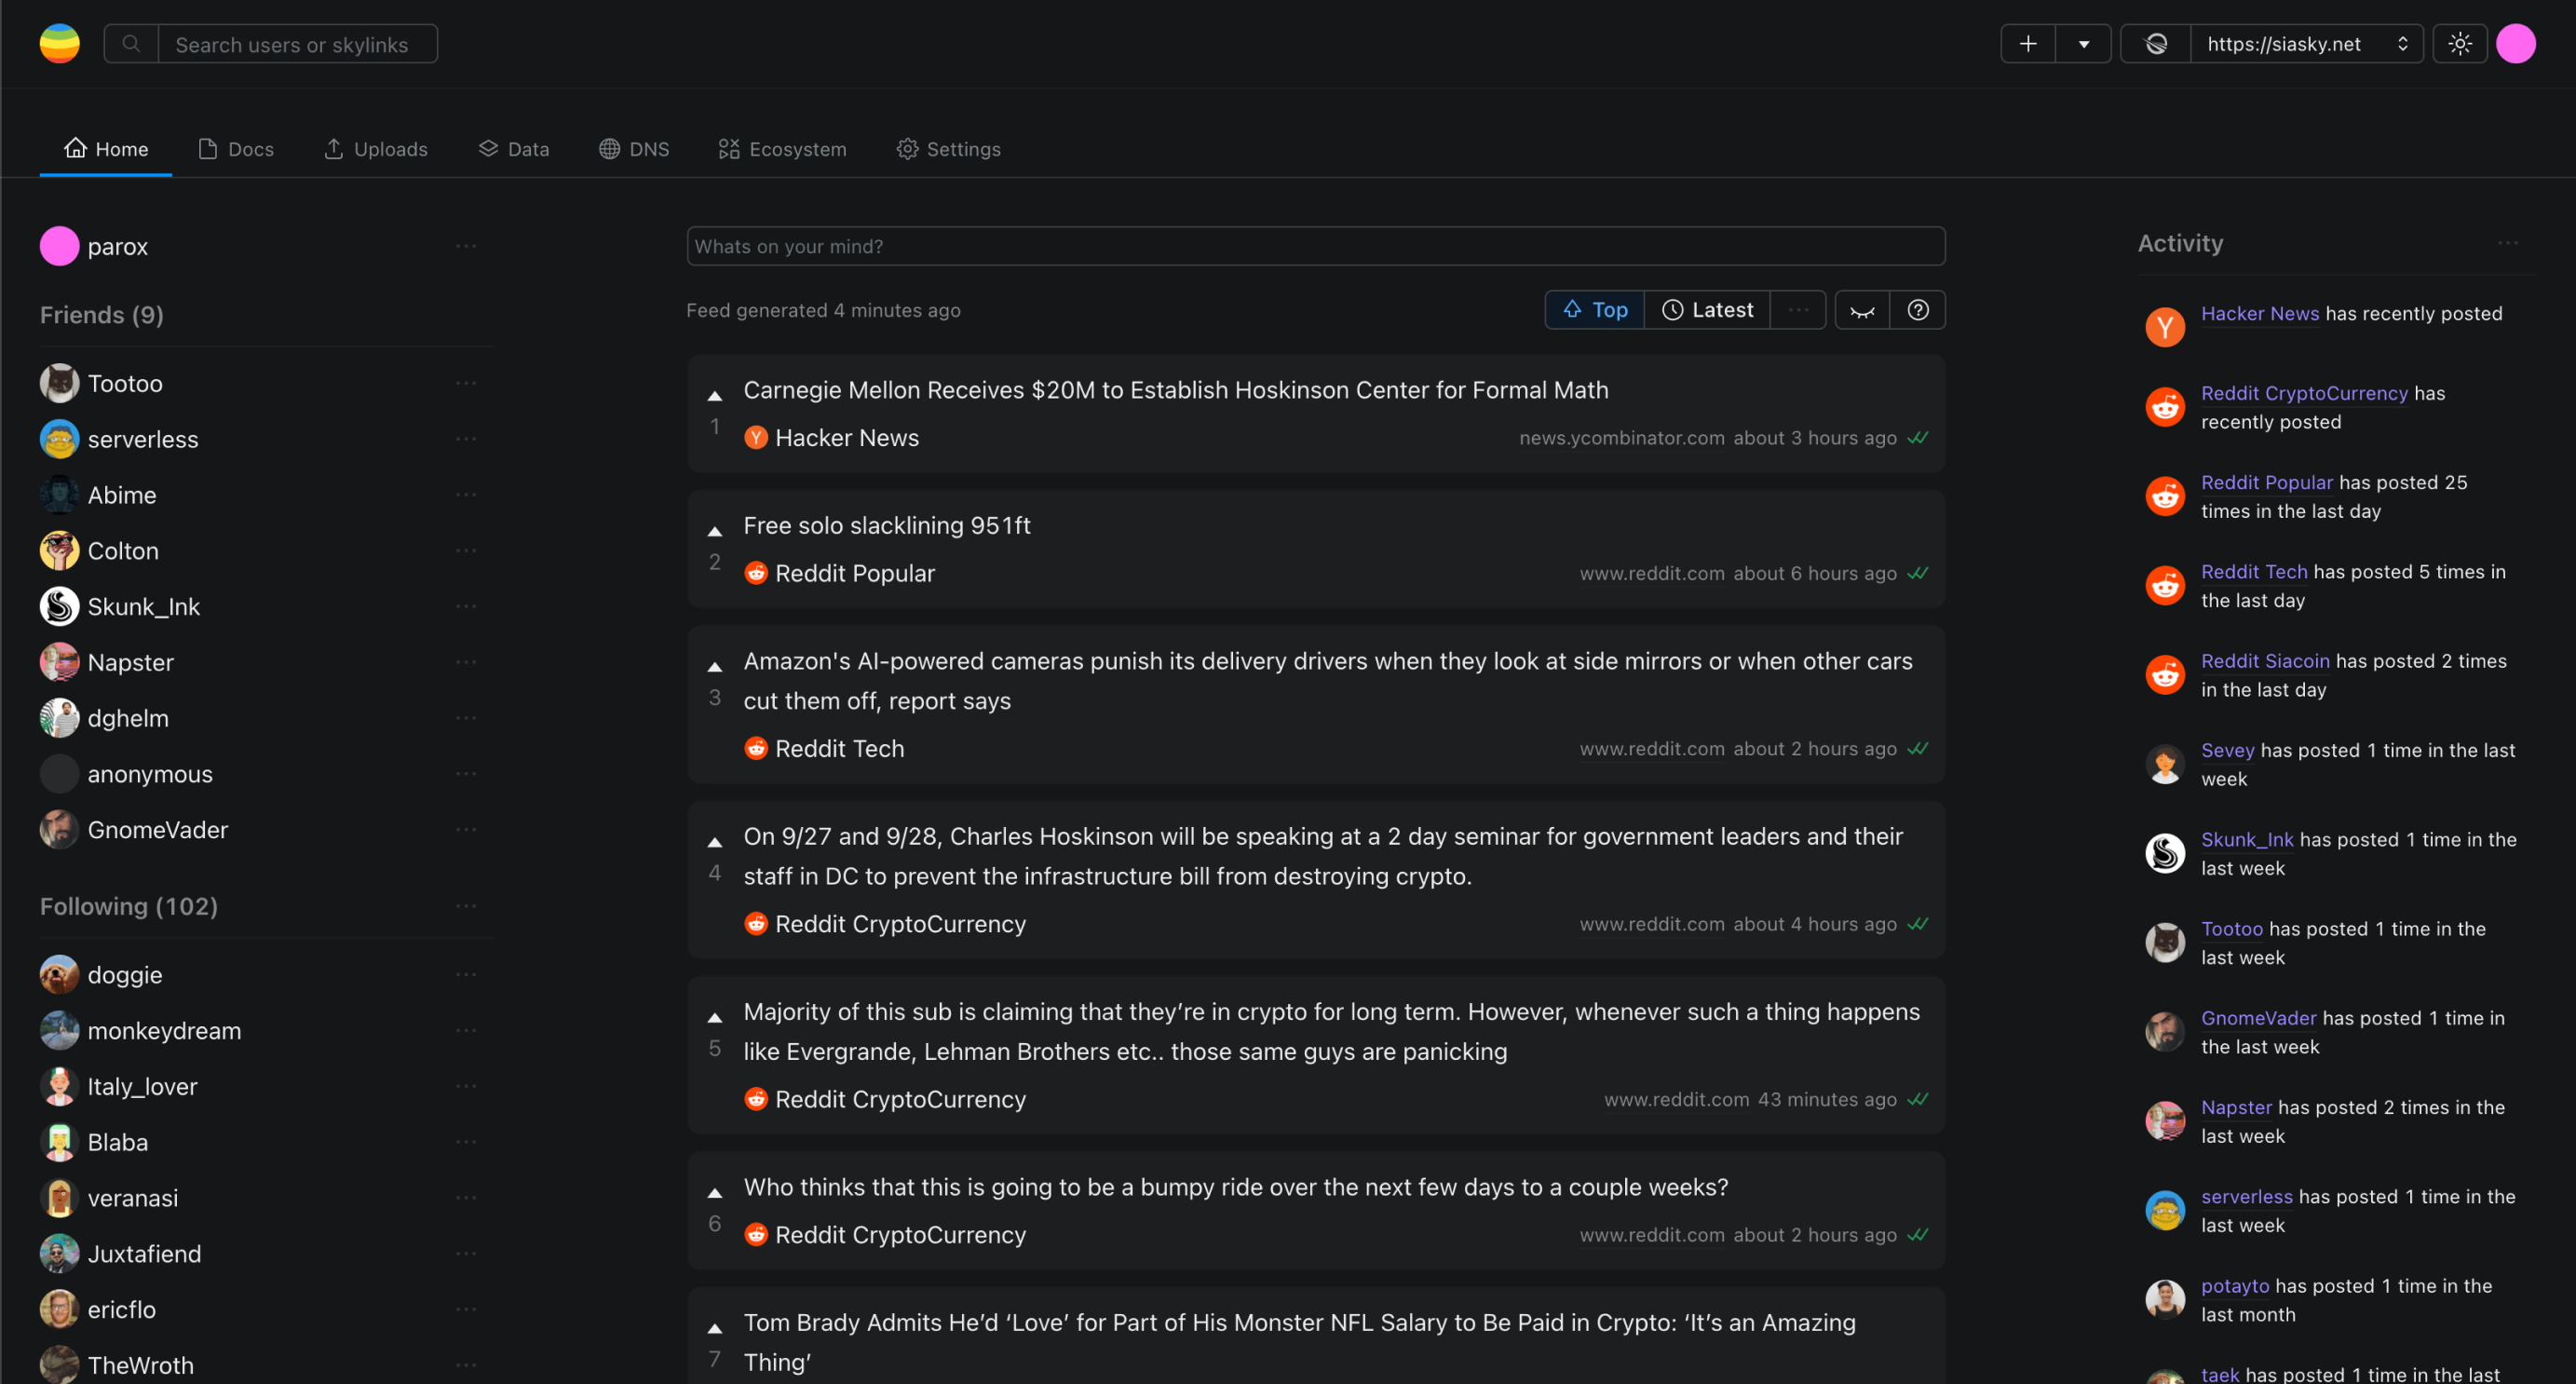 Search users or skylinks
https://siasky.net
Home
Docs
Uploads
Data
DNS
Ecosystem
Settings
parox
Friends (9)
Tootoo
serverless
Abime
Colton
Skunk_Ink
Napster
dghelm
anonymous
GnomeVader
Following (102)
doggie
monkeydream
Italy_lover
Blaba
veranasi
Juxtafiend
ericflo
TheWroth
Whats on your mind?
Feed generated 4 minutes ago
Top
Latest
Carnegie Mellon Receives $20M to Establish Hoskinson Center for Formal Math
1
Y Hacker News
news.ycombinator.com about 3 hours ago
Free solo slacklining 951ft
2
Reddit Popular
www.reddit.com about 6 hours ago
Amazon's AI-powered cameras punish its delivery drivers when they look at side mirrors or when other cars
3
cut them off, report says
Reddit Tech
www.reddit.com about 2 hours ago
On 9/27 and 9/28, Charles Hoskinson will be speaking at a 2 day seminar for government leaders and their
4
staff in DC to prevent the infrastructure bill from destroying crypto.
Reddit CryptoCurrency
www.reddit.com about 4 hours ago
Majority of this sub is claiming that they’re in crypto for long term. However, whenever such a thing happens
5
like Evergrande, Lehman Brothers etc.. those same guys are panicking
Reddit CryptoCurrency
www.reddit.com 43 minutes ago
Who thinks that this is going to be a bumpy ride over the next few days to a couple weeks?
6
Reddit CryptoCurrency
www.reddit.com about 2 hours ago
Tom Brady Admits He’d ‘Love’ for Part of His Monster NFL Salary to Be Paid in Crypto: ‘It’s an Amazing
7
Thing’
Activity
Y
Hacker News has recently posted
Reddit CryptoCurrency has
recently posted
Reddit Popular has posted 25
times in the last day
Reddit Tech has posted 5 times in
the last day
Reddit Siacoin has posted 2 times
in the last day
Sevey has posted 1 time in the last
week
Skunk_Ink has posted 1 time in the
last week
Tootoo has posted 1 time in the
last week
GnomeVader has posted 1 time in
the last week
Napster has posted 2 times in the
last week
serverless has posted 1 time in the
last week
potayto has posted 1 time in the
last month
taek has posted 1 time in the last